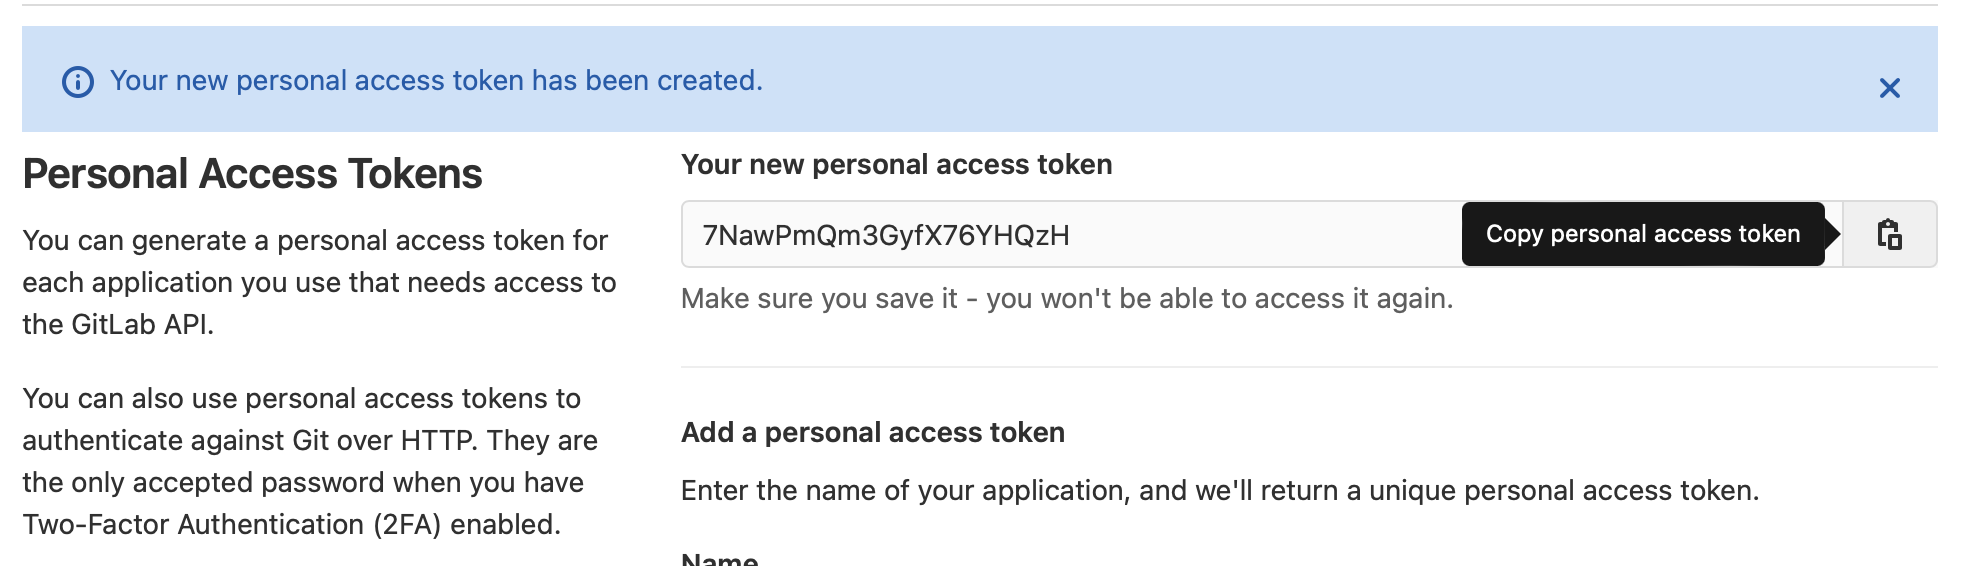 Your new personal access token has been created.
Personal Access Tokens
You can generate a personal access token for
each application you use that needs access to
the GitLab API.
You can also use personal access tokens to
authenticate against Git over HTTP. They are
the only accepted password when you have
Two-Factor Authentication (2FA) enabled.
Your new personal access token
7NawPmQm3GyfX76YHQzH
Copy personal access token
Make sure you save it - you won't be able to access it again.
Add a personal access token
Enter the name of your application, and we'll return a unique personal access token.
Name